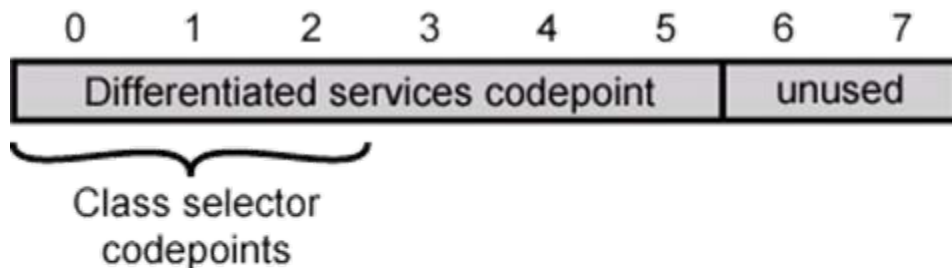 0 1 2 3 4 5 6 7
Differentiated services codepoint unused
Class selector
codepoints